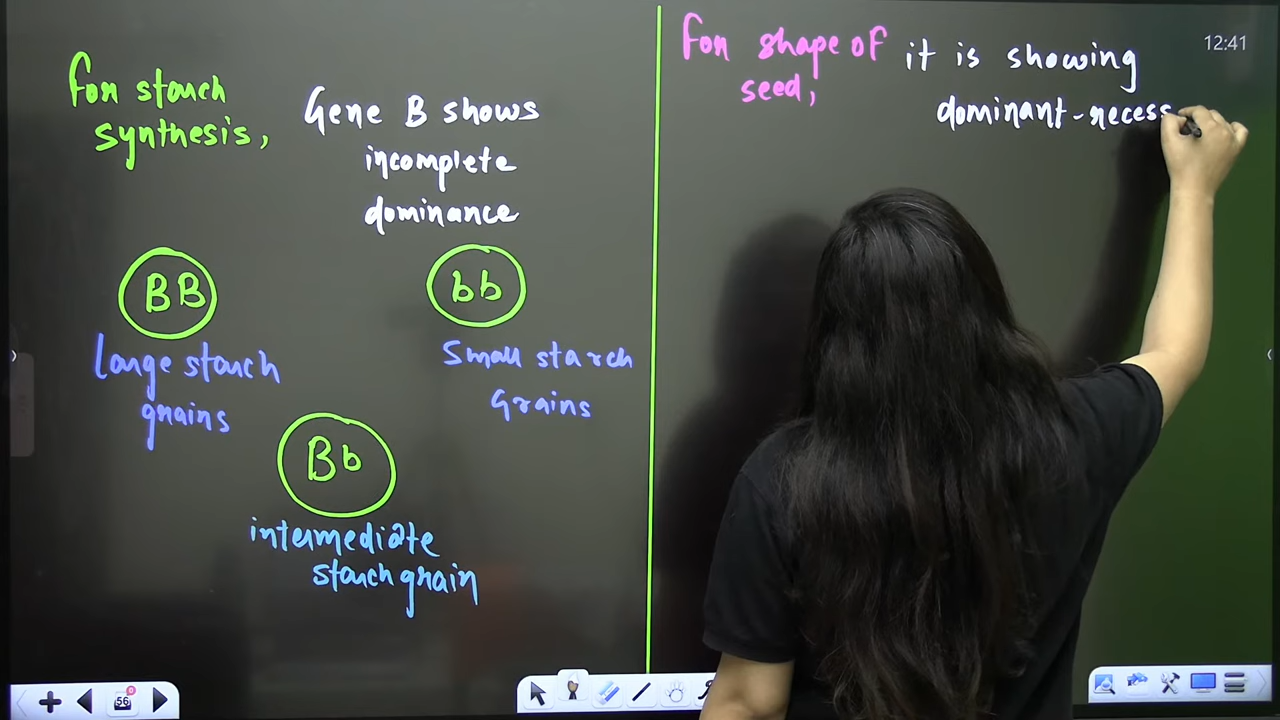 For starch
synthesis,
Gene B shows
incomplete
dominance
BB
bb
Large starch
grains
Small starch
Grains
Bb
intermediate
starch grain
For shape of
seed,
it is showing
dominant-recess
12:41
56
0